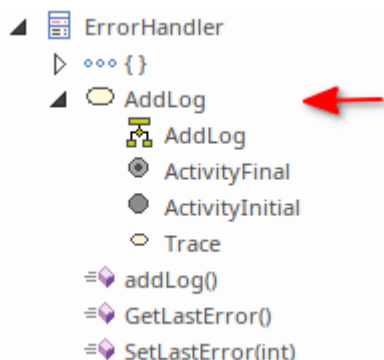 ErrorHandler
{ }
AddLog
AddLog
ActivityFinal
ActivityInitial
Trace
addLog()
GetLastError()
SetLastError(int)